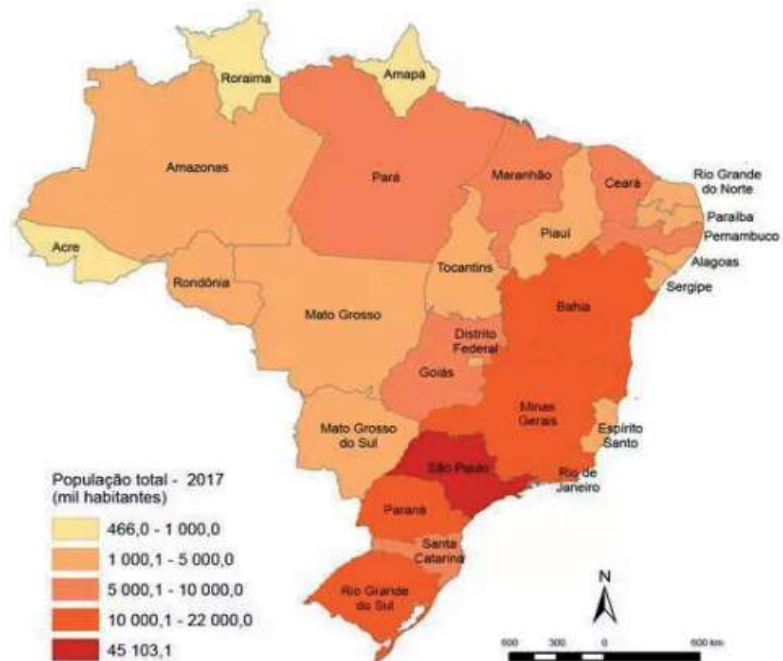 Roraima
Amapá
Amazonas
Pará
Maranhão
Ceará
Rio Grande
do Norte
Paraíba
Pernambuco
Piauí
Acre
Tocantins
Alagoas
Rondônia
Sergipe
Mato Grosso
Bahia
Distrito
Federal
Goiás
Minas
Gerais
Mato Grosso
do Sul
Espírito
Santo
São Paulo
Rio de
Janeiro
População total - 2017
(mil habitantes)
Paraná
466,0 - 1 000,0
Santa
Catarina
1 000,1 - 5 000,0
5 000,1 - 10 000,0
Rio Grande
do Sul
N
10 000,1 - 22 000,0
45 103,1
600 300 0 600 km